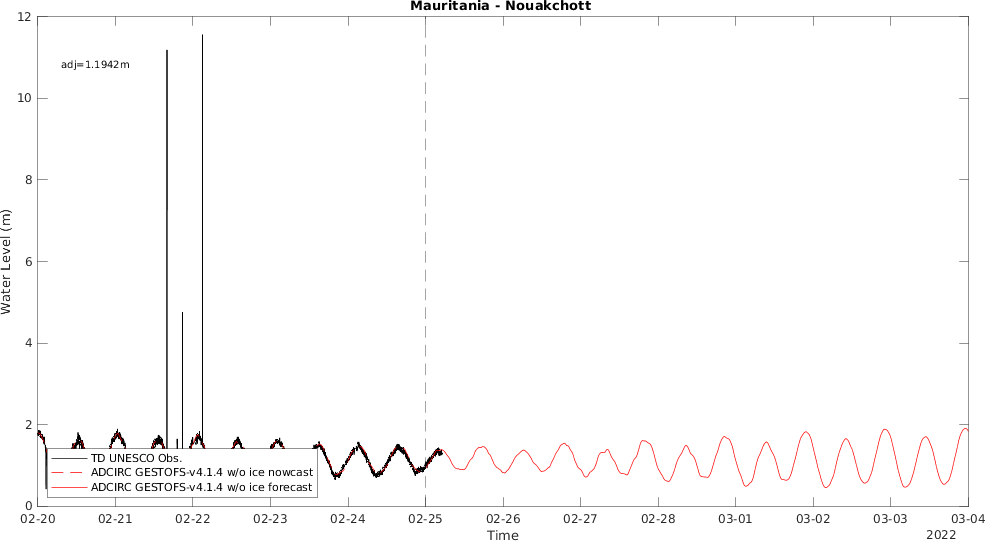 Mauritania - Nouakchott
12
adj=1.1942m
10
8
6
4
2
0
Water Level (m)
TD UNESCO Obs.
ADCIRC GESTOFS-v4.1.4 w/o ice nowcast
ADCIRC GESTOFS-v4.1.4 w/o ice forecast
02-20 02-21 02-22 02-23 02-24 02-25 02-26 02-27 02-28 03-01 03-02 03-03 03-04
Time
2022